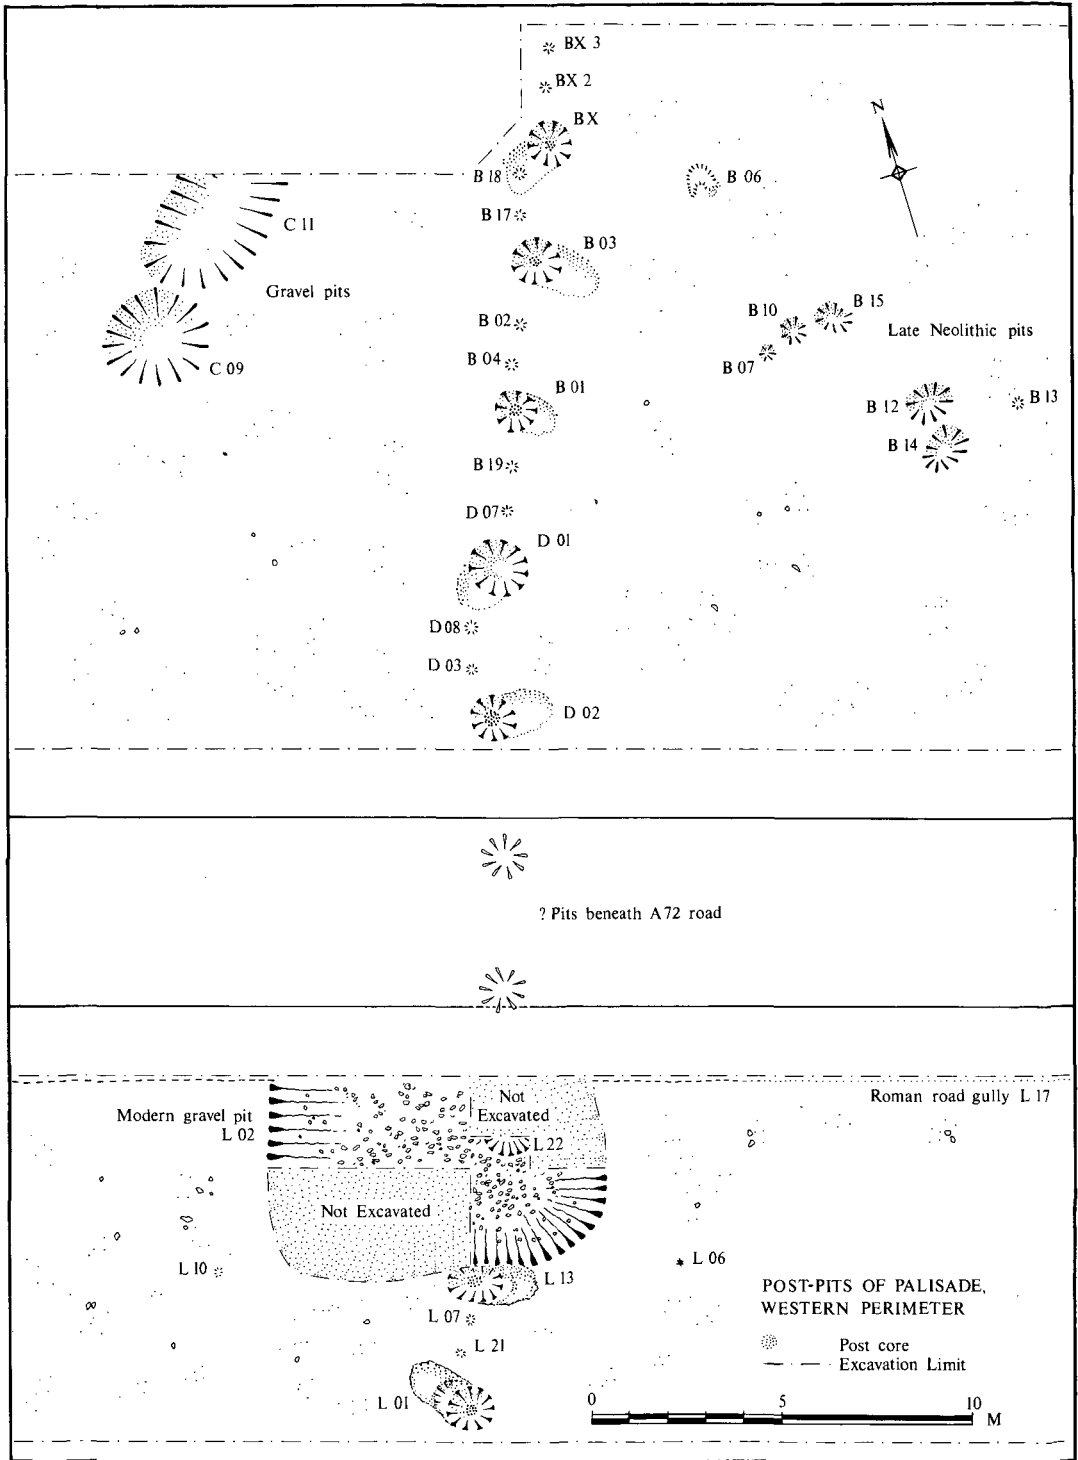 BX 3
BX 2
BX
N
B 18
B 06
C 11
B 17
B 03
Gravel pits
B 10
B 15
B 02
Late Neolithic pits
B 04
B 07
C 09
B 01
B 12
B 13
B 14
B 19
D 07
D 01
D 08
D 03
D 02
? Pits beneath A72 road
Not
Excavated
Roman road gully L 17
Modern gravel pit
L 02
L 22
Not Excavated
L 10
L 13
L 06
POST-PITS OF PALISADE,
WESTERN PERIMETER
L 07
L 21
Post core
Excavation Limit
L 01
0 5 10
M